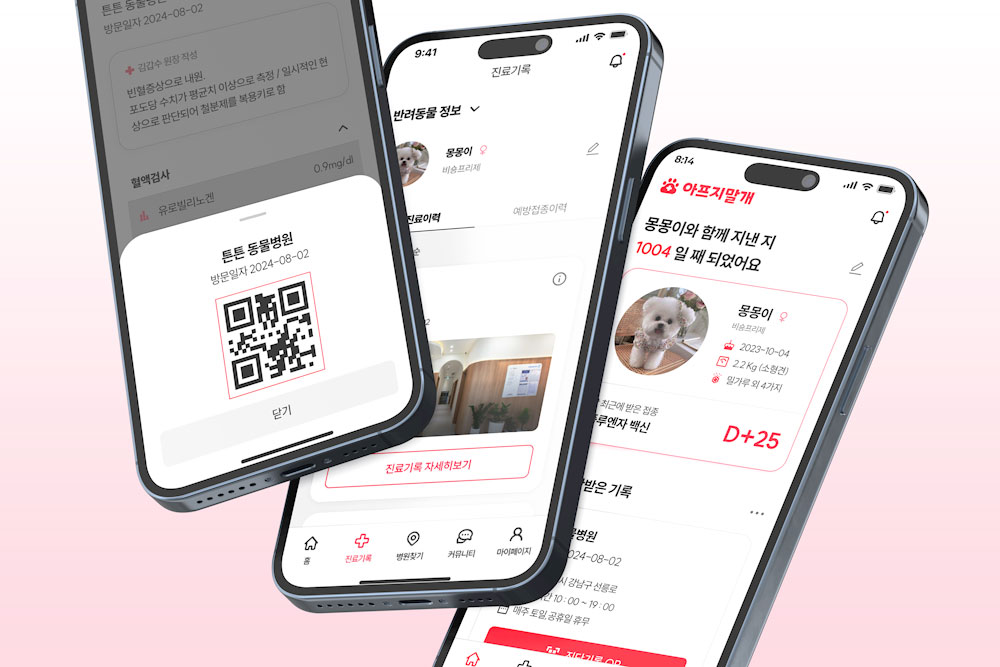 튼튼 동물병원
방문일자 2024-08-02
김갑수 원장 작성
빈혈증상으로 내원.
포도당 수치가 평균치 이상으로 측정 / 일시적인 현
상으로 판단되어 철분제를 복용키로 함
혈액검사
유로빌리노겐
0.9mg/dl
튼튼 동물병원
방문일자 2024-08-02
닫기
9:41
진료기록
반려동물 정보
몽몽이
비숑프리제
진료이력
예방접종이력
순
2
진료기록 자세히보기
홈
진료기록
병원찾기
커뮤니티
마이페이지
8:14
아프지말개
몽몽이와 함께 지낸 지
1004 일 째 되었어요
몽몽이
비숑프리제
2023-10-04
2.2 Kg (소형견)
밀가루 외 4가지
최근에 받은 접종
루엔자 백신
D+25
받은 기록
병원
024-08-02
시 강남구 선릉로
간 10 : 00 ~ 19 : 00
매주 토일,공휴일 휴무
진단기록 QR